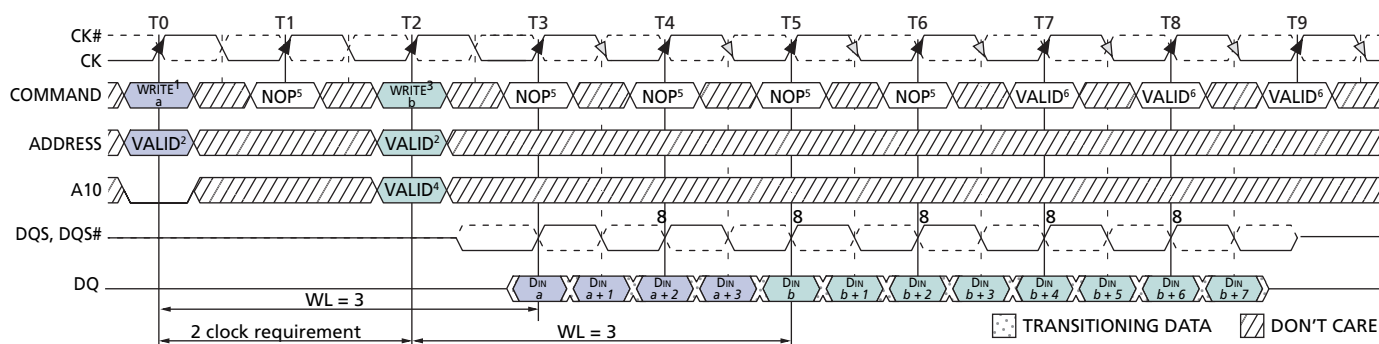 T0 T1 T2 T3 T4 T5 T6 T7 T8 T9
CK#
CK
COMMAND WRITE¹ a NOP⁵ WRITE³ b NOP⁵ NOP⁵ NOP⁵ NOP⁵ VALID⁶ VALID⁶ VALID⁶
ADDRESS VALID² VALID²
A10 VALID⁴
8 8 8 8 8
DQS, DQS#
DQ DIN a DIN a + 1 DIN a + 2 DIN a + 3 DIN b DIN b + 1 DIN b + 2 DIN b + 3 DIN b + 4 DIN b + 5 DIN b + 6 DIN b + 7
WL = 3
2 clock requirement WL = 3
TRANSITIONING DATA DON'T CARE